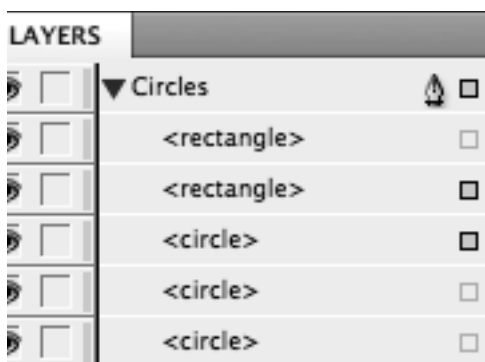 LAYERS
Circles
<rectangle>
<rectangle>
<circle>
<circle>
<circle>